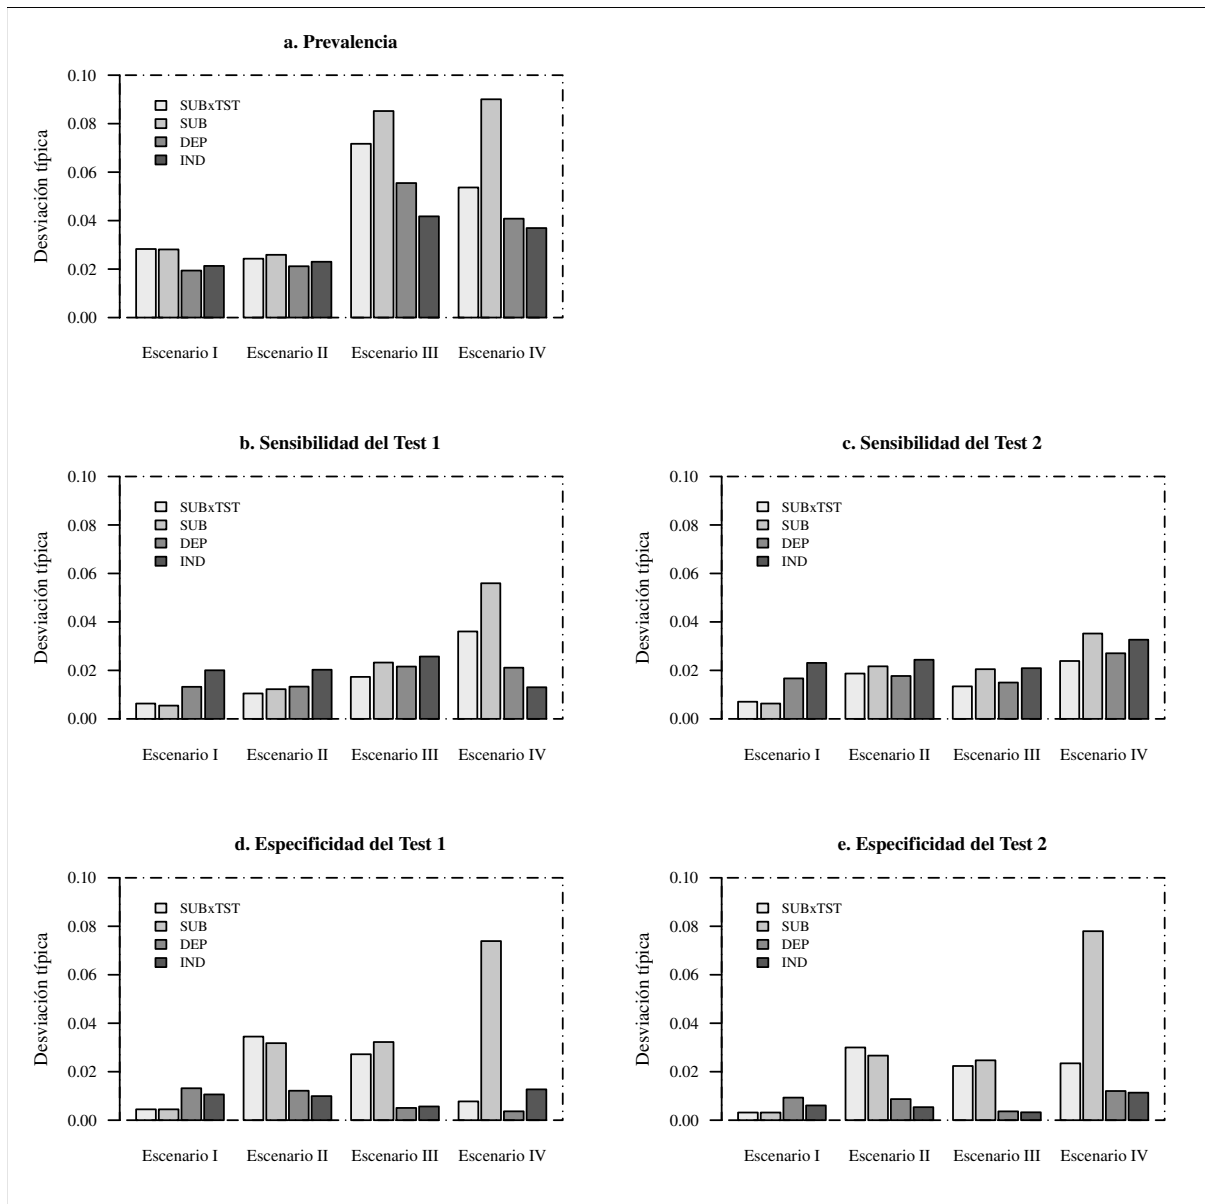 a. Prevalencia
Desviación típica
0.10
0.08
0.06
0.04
0.02
0.00
SUBxTST
SUB
DEP
IND
Escenario I Escenario II Escenario III Escenario IV
b. Sensibilidad del Test 1
Desviación típica
0.10
0.08
0.06
0.04
0.02
0.00
SUBxTST
SUB
DEP
IND
Escenario I Escenario II Escenario III Escenario IV
c. Sensibilidad del Test 2
Desviación típica
0.10
0.08
0.06
0.04
0.02
0.00
SUBxTST
SUB
DEP
IND
Escenario I Escenario II Escenario III Escenario IV
d. Especificidad del Test 1
Desviación típica
0.10
0.08
0.06
0.04
0.02
0.00
SUBxTST
SUB
DEP
IND
Escenario I Escenario II Escenario III Escenario IV
e. Especificidad del Test 2
Desviación típica
0.10
0.08
0.06
0.04
0.02
0.00
SUBxTST
SUB
DEP
IND
Escenario I Escenario II Escenario III Escenario IV